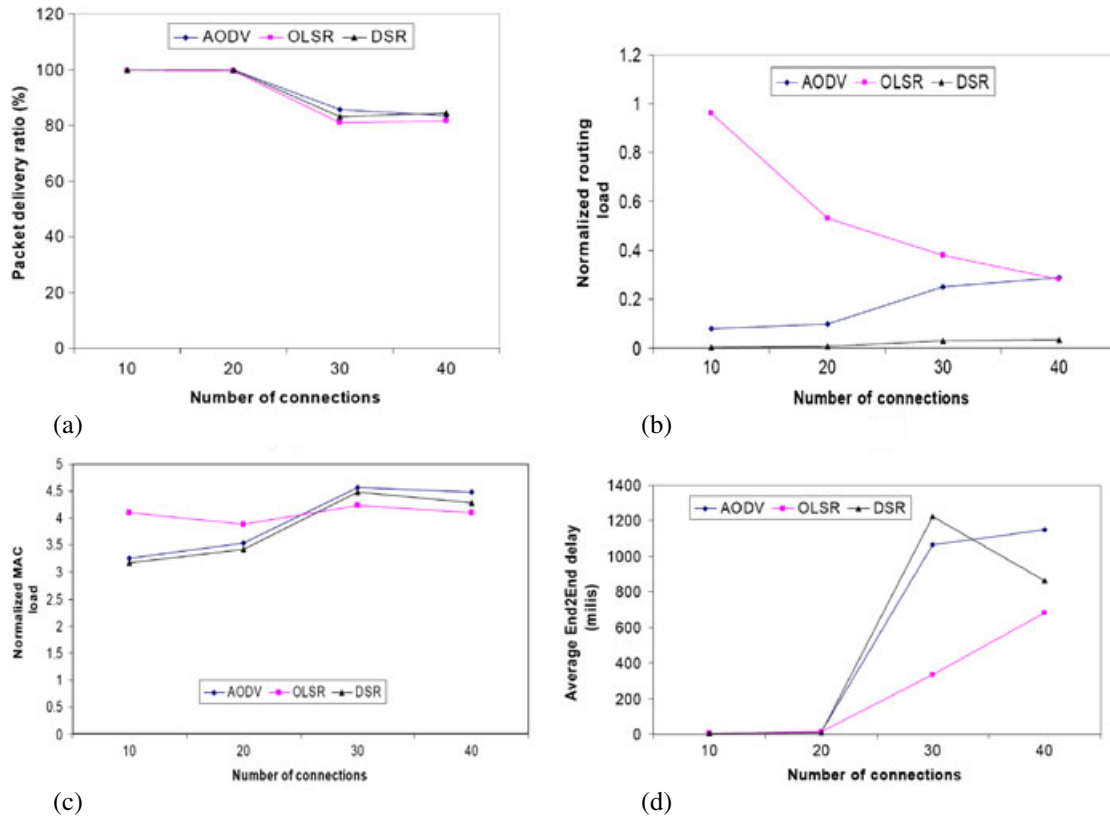 120
100
80
60
40
20
0
Packet delivery ratio (%)
AODV OLSR DSR
10 20 30 40
Number of connections
(a)
1.2
1
0.8
0.6
0.4
0.2
0
Normalized routing
load
AODV OLSR DSR
10 20 30 40
Number of connections
(b)
5
4.5
4
3.5
3
2.5
2
1.5
1
0.5
0
Normalized MAC
load
AODV OLSR DSR
10 20 30 40
Number of connections
(c)
1400
1200
1000
800
600
400
200
0
Average End2End delay
(milis)
AODV OLSR DSR
10 20 30 40
Number of connections
(d)